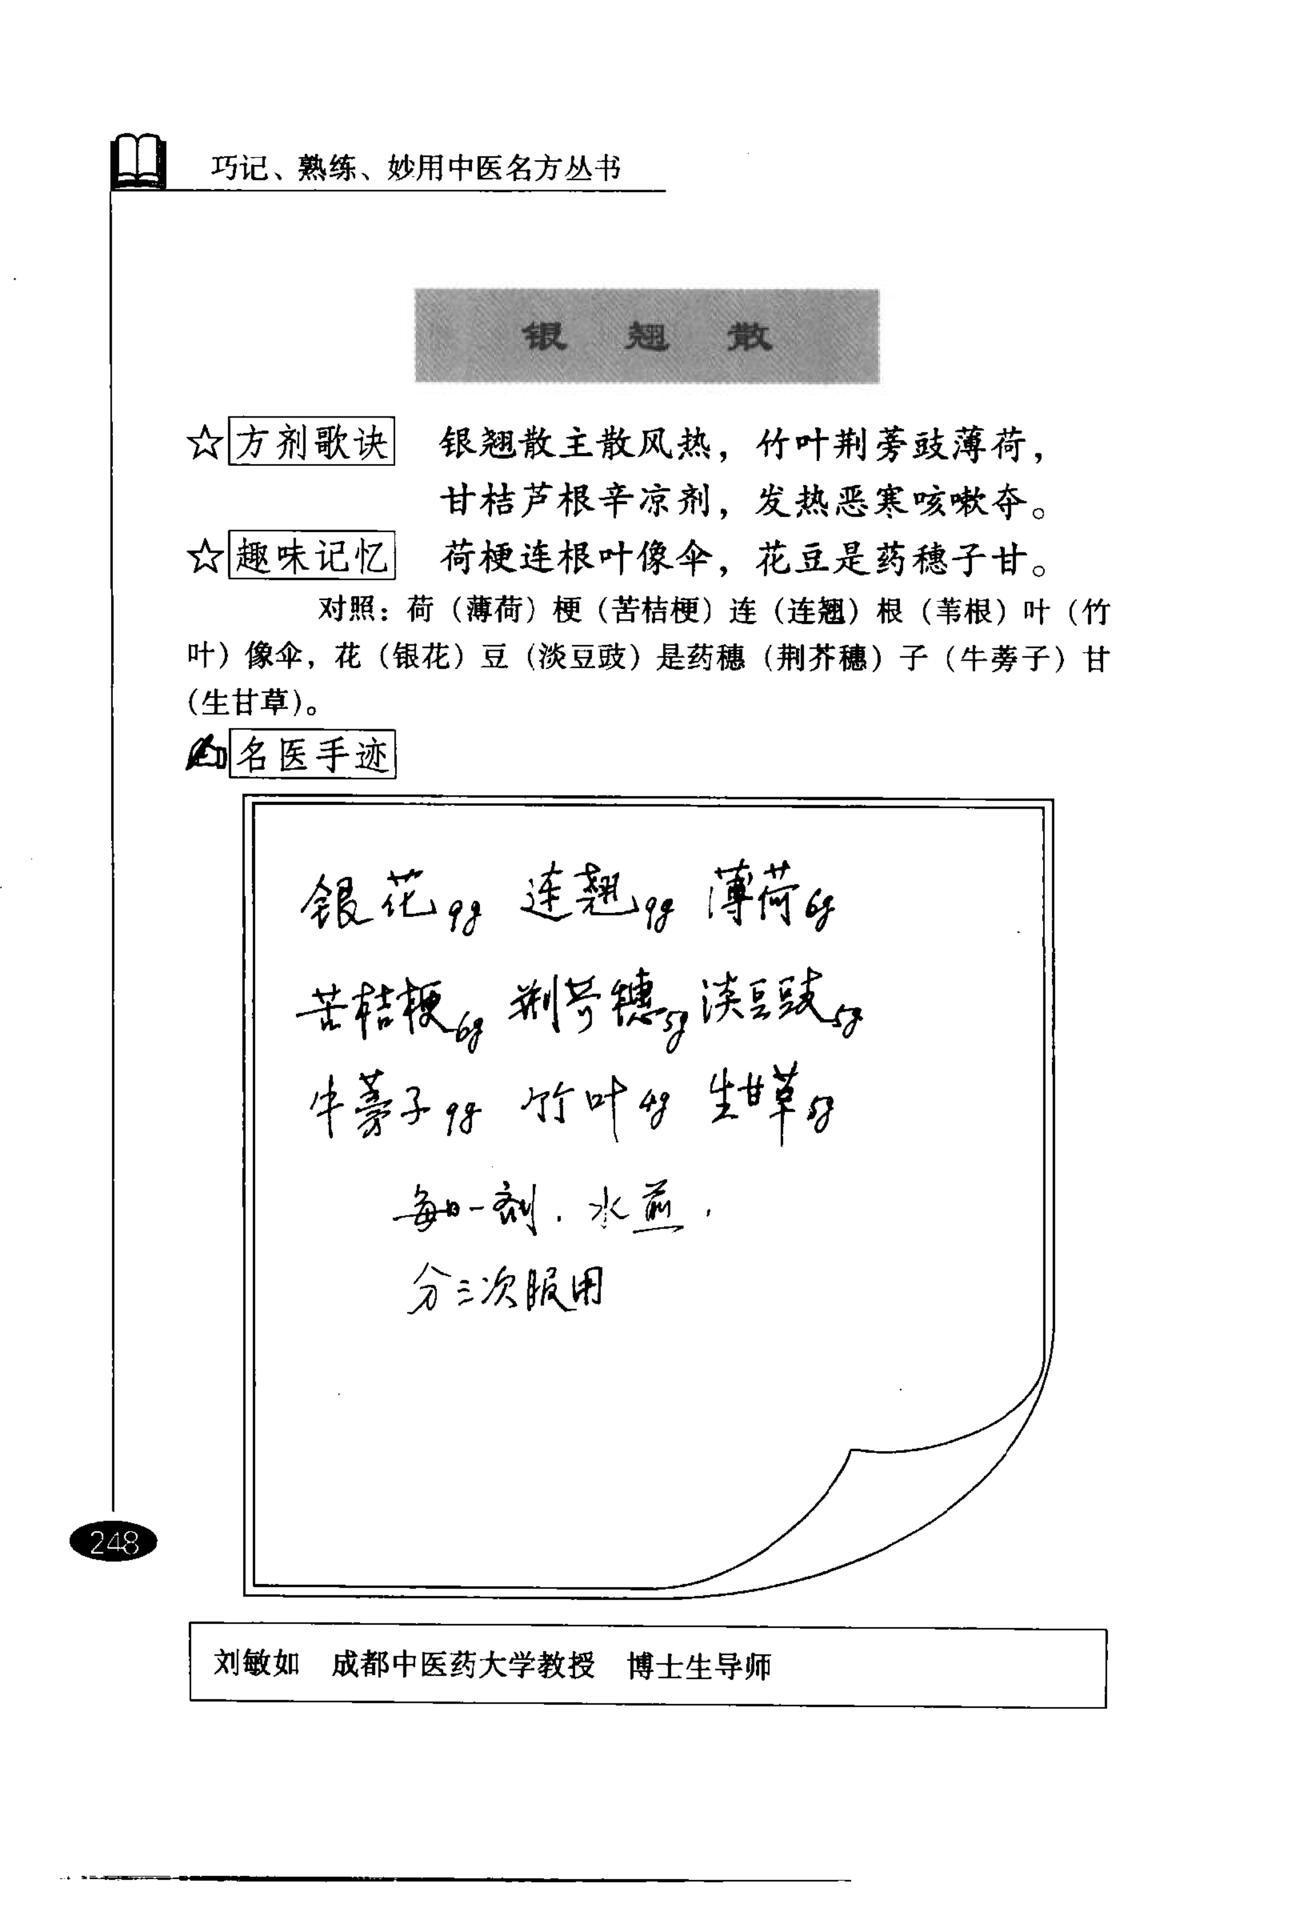 巧记、熟练、妙用中医名方丛书
银翘散
☆方剂歌诀 银翘散主散风热，竹叶荆蒡豉薄荷，
甘桔芦根辛凉剂，发热恶寒咳嗽夺。
☆趣味记忆 荷梗连根叶像伞，花豆是药穗子甘。
对照：荷（薄荷）梗（苦桔梗）连（连翘）根（苇根）叶（竹
叶）像伞，花（银花）豆（淡豆豉）是药穗（荆芥穗）子（牛蒡子）甘
（生甘草）。
名医手迹
银花9g 连翘9g 薄荷6g
苦桔梗6g 荆芥穗5g 淡豆豉5g
牛蒡子9g 竹叶4g 生甘草5g
每日一剂．水煎，
分三次服用
248
刘敏如 成都中医药大学教授 博士生导师